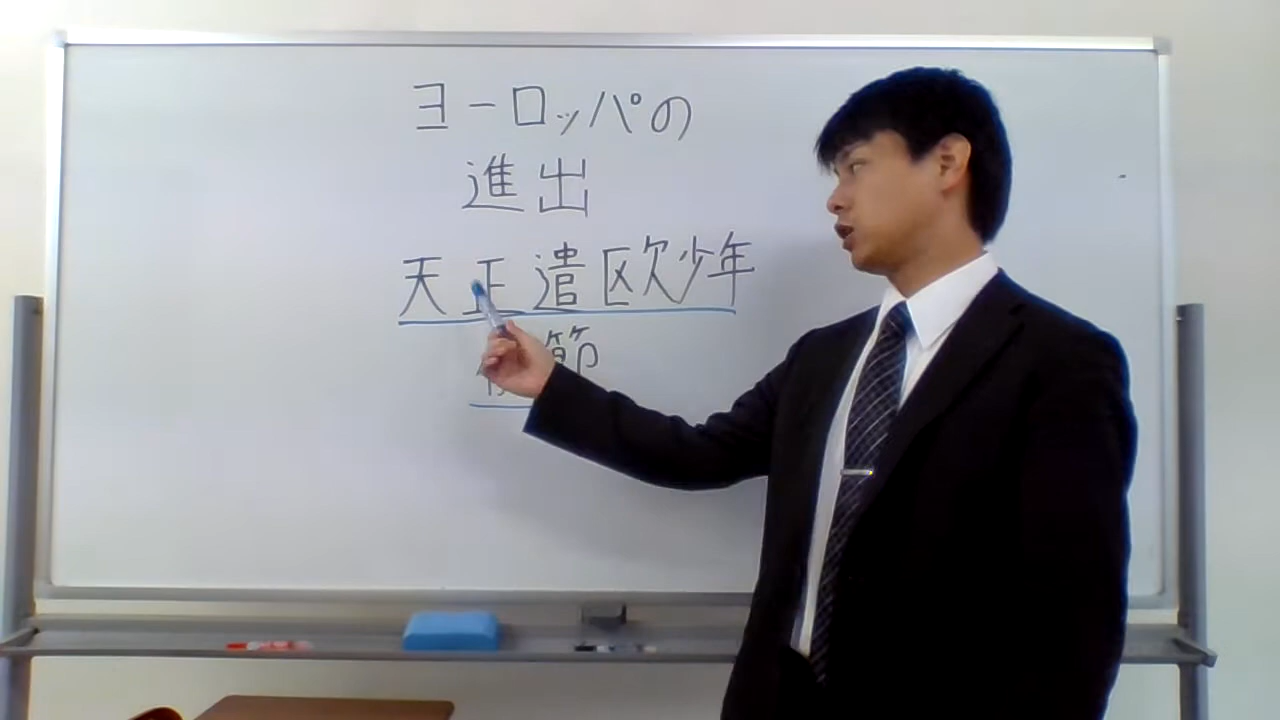 ヨーロッパの
進出
天正遣欧少年
節